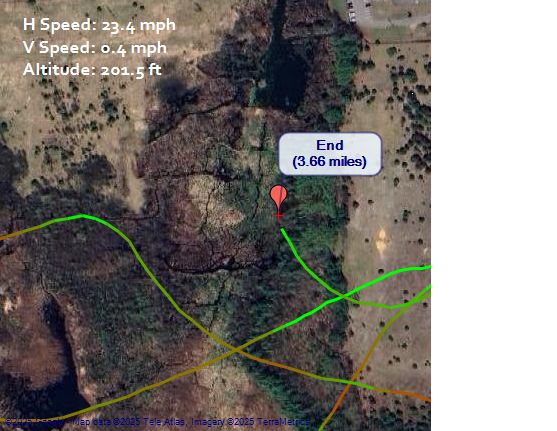 H Speed: 23.4 mph
V Speed: 0.4 mph
Altitude: 201.5 ft
End
(3.66 miles)
©2025 Google - Map data ©2025 Tele Atlas, Imagery ©2025 TerraMetrics